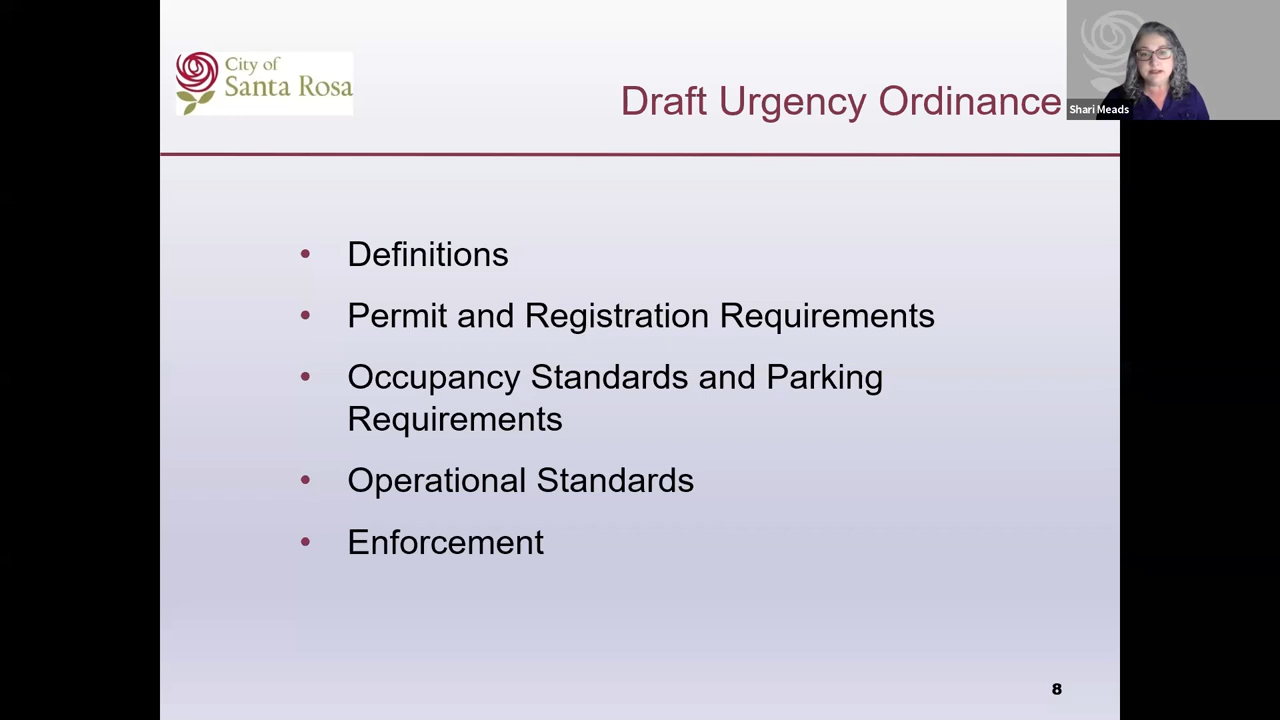 City of
Santa Rosa
Draft Urgency Ordinance
Shari Meads
• Definitions
• Permit and Registration Requirements
• Occupancy Standards and Parking
Requirements
• Operational Standards
• Enforcement
8